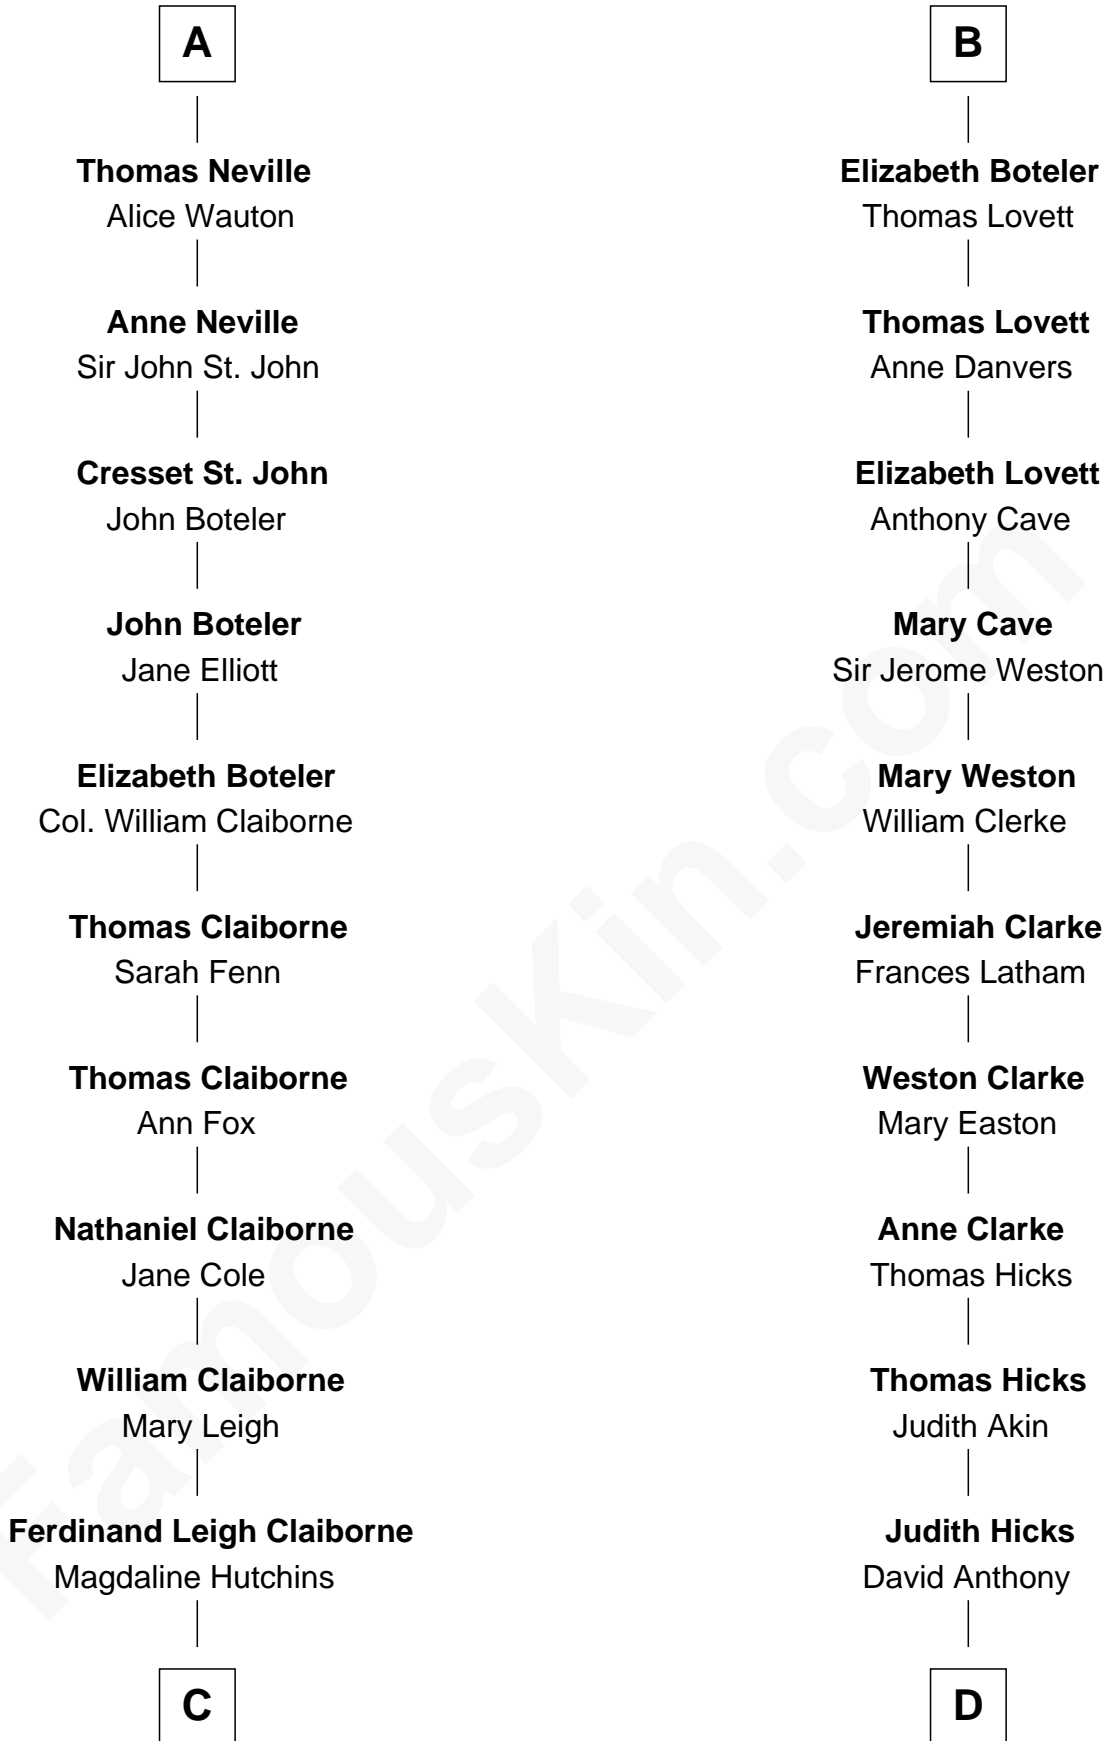 A
Thomas Neville
Alice Wauton
Anne Neville
Sir John St. John
Cresset St. John
John Boteler
John Boteler
Jane Elliott
Elizabeth Boteler
Col. William Claiborne
Thomas Claiborne
Sarah Fenn
Thomas Claiborne
Ann Fox
Nathaniel Claiborne
Jane Cole
William Claiborne
Mary Leigh
Ferdinand Leigh Claiborne
Magdaline Hutchins
C
B
Elizabeth Boteler
Thomas Lovett
Thomas Lovett
Anne Danvers
Elizabeth Lovett
Anthony Cave
Mary Cave
Sir Jerome Weston
Mary Weston
William Clerke
Jeremiah Clarke
Frances Latham
Weston Clarke
Mary Easton
Anne Clarke
Thomas Hicks
Thomas Hicks
Judith Akin
Judith Hicks
David Anthony
D
FamousKin.com